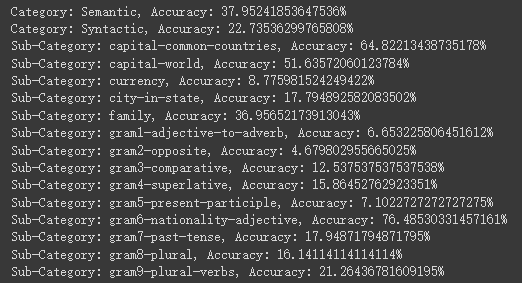 Category: Semantic, Accuracy: 37.95241853647536%
Category: Syntactic, Accuracy: 22.73536299765808%
Sub-Category: capital-common-countries, Accuracy: 64.82213438735178%
Sub-Category: capital-world, Accuracy: 51.63572060123784%
Sub-Category: currency, Accuracy: 8.775981524249422%
Sub-Category: city-in-state, Accuracy: 17.794892582083502%
Sub-Category: family, Accuracy: 36.95652173913043%
Sub-Category: gram1-adjective-to-adverb, Accuracy: 6.653225806451612%
Sub-Category: gram2-opposite, Accuracy: 4.679802955665025%
Sub-Category: gram3-comparative, Accuracy: 12.537537537537538%
Sub-Category: gram4-superlative, Accuracy: 15.86452762923351%
Sub-Category: gram5-present-participle, Accuracy: 7.1022727272727275%
Sub-Category: gram6-nationality-adjective, Accuracy: 76.48530331457161%
Sub-Category: gram7-past-tense, Accuracy: 17.94871794871795%
Sub-Category: gram8-plural, Accuracy: 16.14114114114114%
Sub-Category: gram9-plural-verbs, Accuracy: 21.26436781609195%